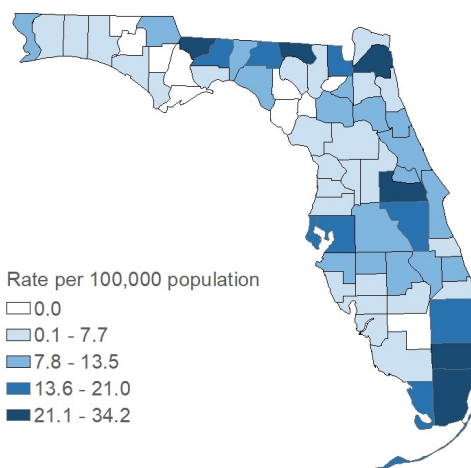 Rate per 100,000 population
0.0
0.1 - 7.7
7.8 - 13.5
13.6 - 21.0
21.1 - 34.2